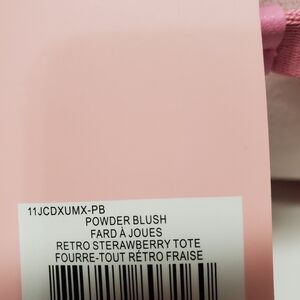 11JCDXUMX-PB
POWDER BLUSH
FARD À JOUES
RETRO STERAWBERRY TOTE
FOURRE-TOUT RÉTRO FRAISE